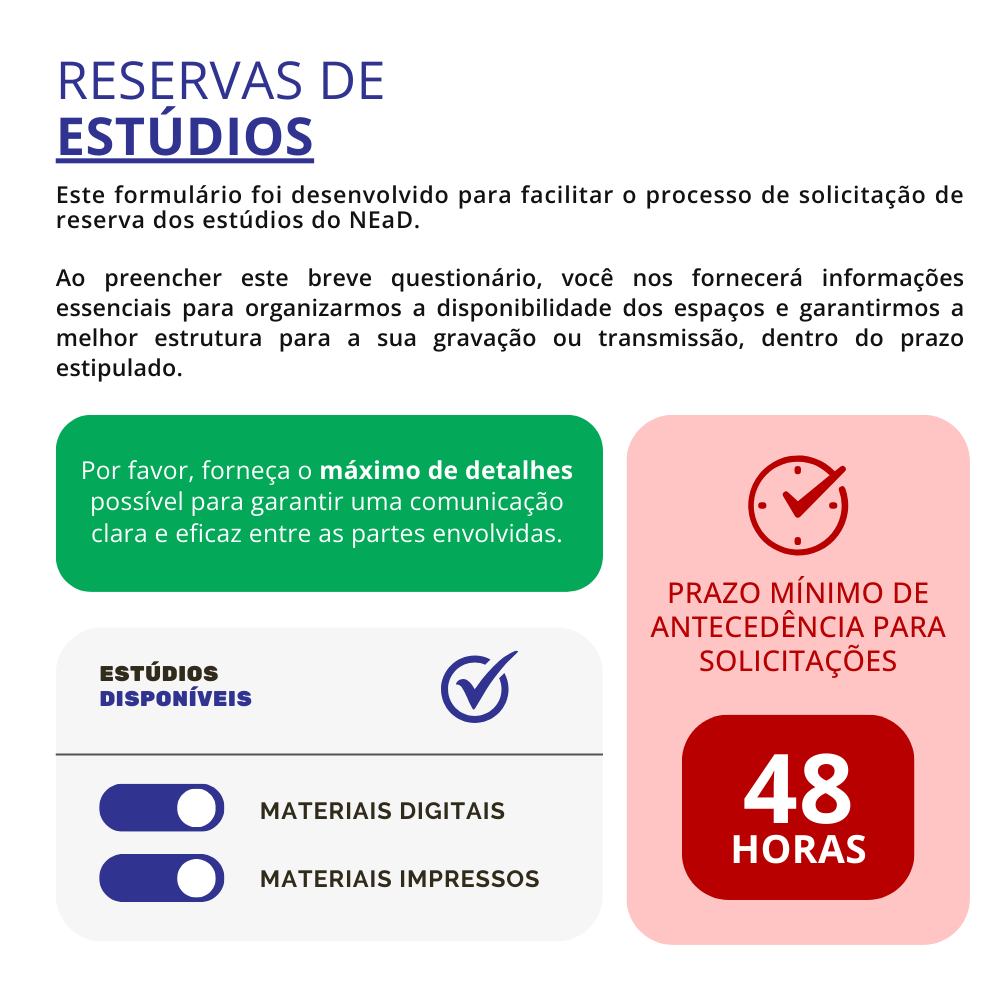 RESERVAS DE
ESTÚDIOS
Este formulário foi desenvolvido para facilitar o processo de solicitação de
reserva dos estúdios do NEaD.
Ao preencher este breve questionário, você nos fornecerá informações
essenciais para organizarmos a disponibilidade dos espaços e garantirmos a
melhor estrutura para a sua gravação ou transmissão, dentro do prazo
estipulado.
Por favor, forneça o máximo de detalhes
possível para garantir uma comunicação
clara e eficaz entre as partes envolvidas.
ESTÚDIOS
DISPONÍVEIS
MATERIAIS DIGITAIS
MATERIAIS IMPRESSOS
PRAZO MÍNIMO DE
ANTECEDÊNCIA PARA
SOLICITAÇÕES
48
HORAS